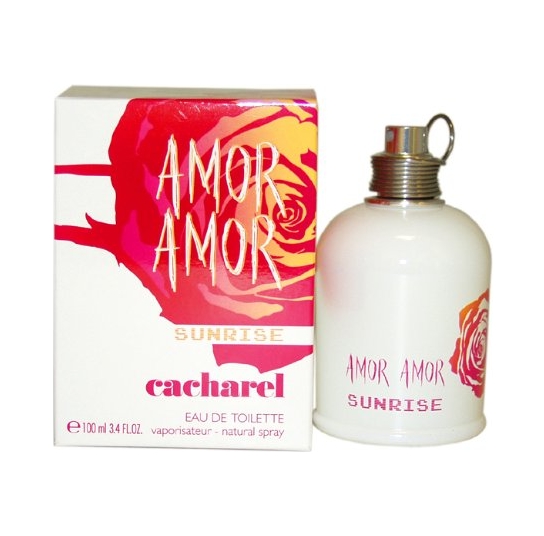 AMOR
AMOR
SUNRISE
cacharel
EAU DE TOILETTE
e 100 ml 3.4 FL.OZ. vaporisateur - natural spray
AMOR AMOR
SUNRISE